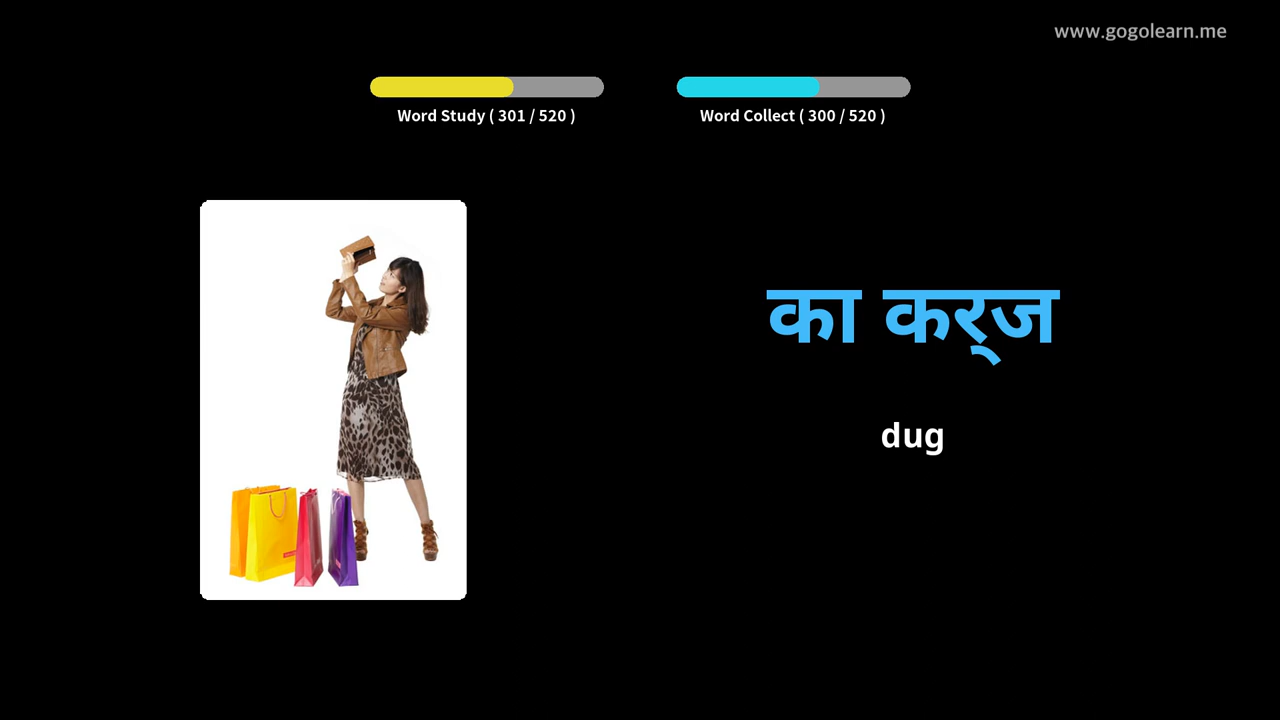 www.gogolearn.me
Word Study ( 301 / 520 )
Word Collect ( 300 / 520 )
का कर्ज
dug